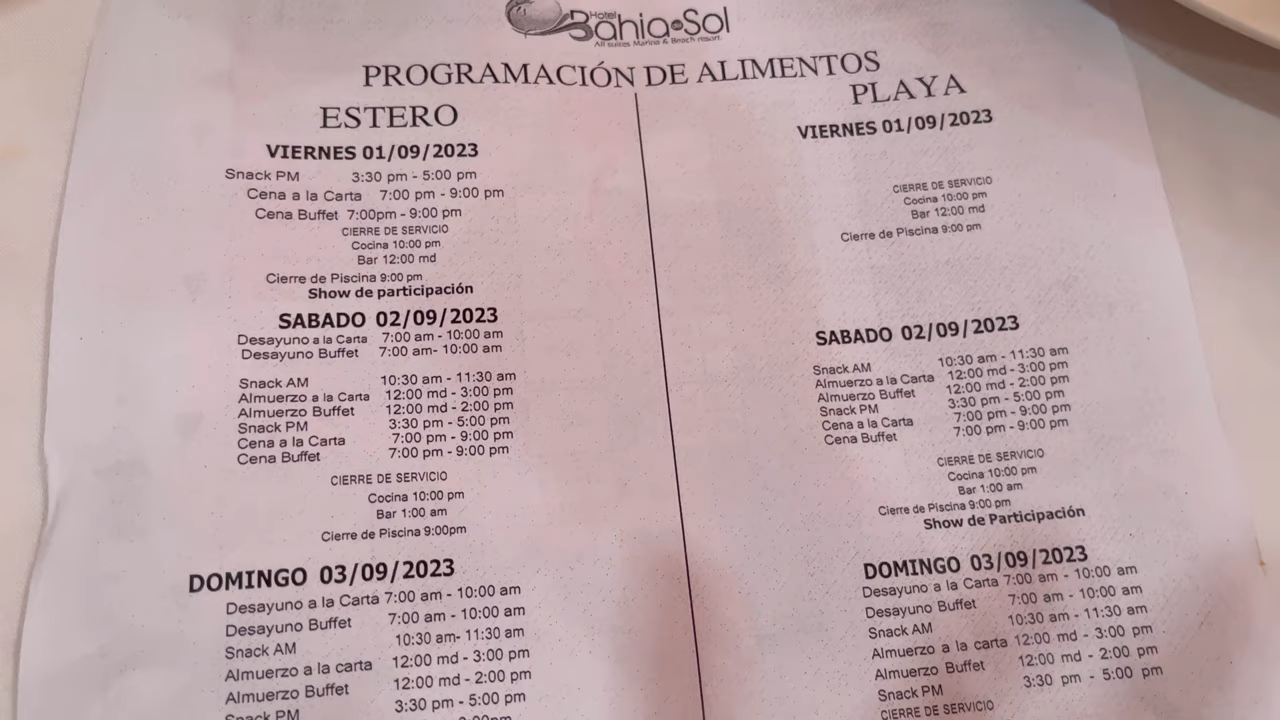 Hotel
Bahia del Sol
All suites Marina & Beach resort.
PROGRAMACIÓN DE ALIMENTOS
ESTERO
VIERNES 01/09/2023
Snack PM 3:30 pm - 5:00 pm
Cena a la Carta 7:00 pm - 9:00 pm
Cena Buffet 7:00pm - 9:00 pm
CIERRE DE SERVICIO
Cocina 10:00 pm
Bar 12:00 md
Cierre de Piscina 9:00 pm
Show de participación
SABADO 02/09/2023
Desayuno a la Carta 7:00 am - 10:00 am
Desayuno Buffet 7:00 am- 10:00 am
Snack AM 10:30 am - 11:30 am
Almuerzo a la Carta 12:00 md - 3:00 pm
Almuerzo Buffet 12:00 md - 2:00 pm
Snack PM 3:30 pm - 5:00 pm
Cena a la Carta 7:00 pm - 9:00 pm
Cena Buffet 7:00 pm - 9:00 pm
CIERRE DE SERVICIO
Cocina 10:00 pm
Bar 1:00 am
Cierre de Piscina 9:00pm
DOMINGO 03/09/2023
Desayuno a la Carta 7:00 am - 10:00 am
Desayuno Buffet 7:00 am - 10:00 am
Snack AM 10:30 am- 11:30 am
Almuerzo a la carta 12:00 md - 3:00 pm
Almuerzo Buffet 12:00 md - 2:00 pm
Snack PM 3:30 pm - 5:00 pm
PLAYA
VIERNES 01/09/2023
CIERRE DE SERVICIO
Cocina 10:00 pm
Bar 12:00 md
Cierre de Piscina 9:00 pm
SABADO 02/09/2023
Snack AM 10:30 am - 11:30 am
Almuerzo a la Carta 12:00 md - 3:00 pm
Almuerzo Buffet 12:00 md - 2:00 pm
Snack PM 3:30 pm - 5:00 pm
Cena a la Carta 7:00 pm - 9:00 pm
Cena Buffet 7:00 pm - 9:00 pm
CIERRE DE SERVICIO
Cocina 10:00 pm
Bar 1:00 am
Cierre de Piscina 9:00 pm
Show de Participación
DOMINGO 03/09/2023
Desayuno a la Carta 7:00 am - 10:00 am
Desayuno Buffet 7:00 am - 10:00 am
Snack AM 10:30 am - 11:30 am
Almuerzo a la carta 12:00 md - 3:00 pm
Almuerzo Buffet 12:00 md - 2:00 pm
Snack PM 3:30 pm - 5:00 pm
CIERRE DE SERVICIO